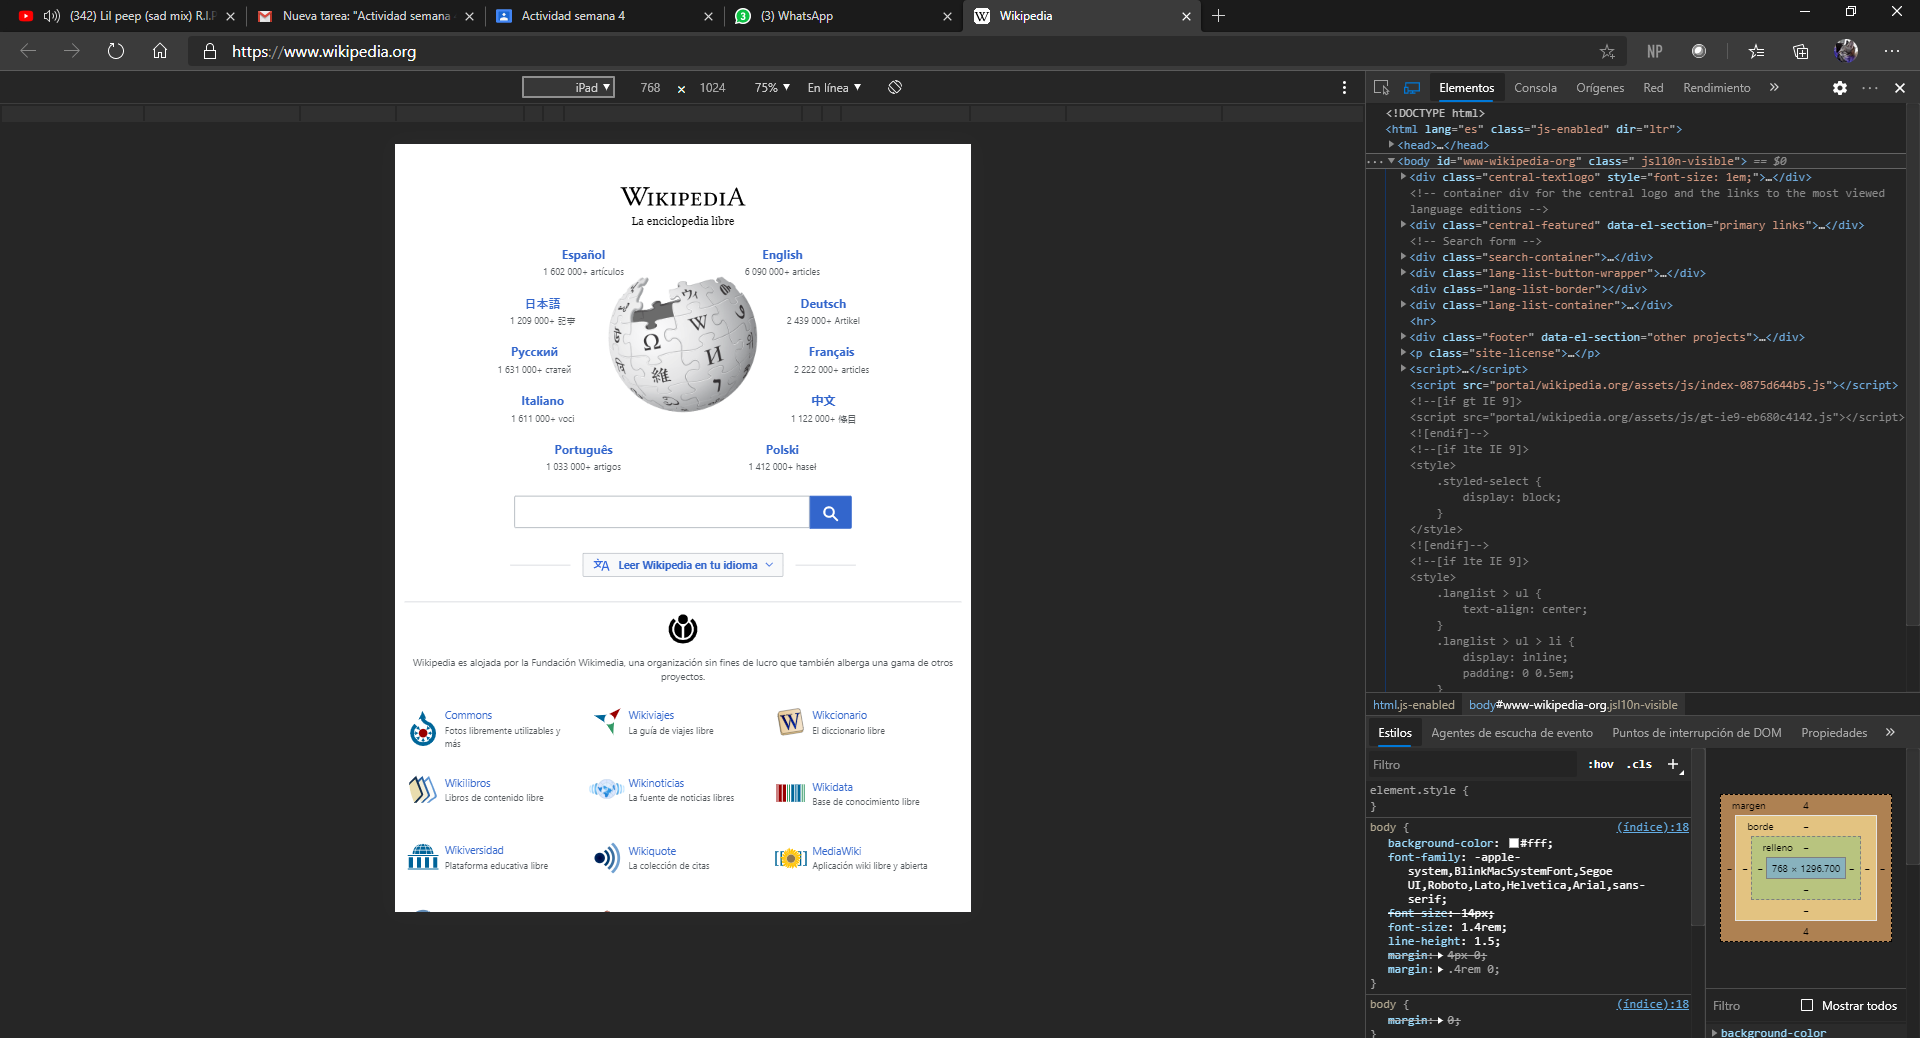 (342) Lil peep (sad mix) R.I.P
Nueva tarea: "Actividad semana
Actividad semana 4
(3) WhatsApp
Wikipedia
https://www.wikipedia.org
NP
iPad
768
×
1024
75%
En línea
WIKIPEDIA
La enciclopedia libre
Español
1 602 000+ artículos
English
6 090 000+ articles
日本語
1 209 000+ 記事
Deutsch
2 439 000+ Artikel
Русский
1 631 000+ статей
Français
2 222 000+ articles
Italiano
1 611 000+ voci
中文
1 122 000+ 條目
Português
1 033 000+ artigos
Polski
1 412 000+ haseł
Leer Wikipedia en tu idioma
Wikipedia es alojada por la Fundación Wikimedia, una organización sin fines de lucro que también alberga una gama de otros
proyectos.
Commons
Fotos libremente utilizables y
más
Wikiviajes
La guía de viajes libre
Wikcionario
El diccionario libre
Wikilibros
Libros de contenido libre
Wikinoticias
La fuente de noticias libres
Wikidata
Base de conocimiento libre
Wikiversidad
Plataforma educativa libre
Wikiquote
La colección de citas
MediaWiki
Aplicación wiki libre y abierta
Elementos Consola Orígenes Red Rendimiento
<!DOCTYPE html>
<html lang="es" class="js-enabled" dir="ltr">
<head>…</head>
<body id="www-wikipedia-org" class=" jsl10n-visible"> == $0
<div class="central-textlogo" style="font-size: 1em;">…</div>
<!-- container div for the central logo and the links to the most viewed
language editions -->
<div class="central-featured" data-el-section="primary links">…</div>
<!-- Search form -->
<div class="search-container">…</div>
<div class="lang-list-button-wrapper">…</div>
<div class="lang-list-border"></div>
<div class="lang-list-container">…</div>
<hr>
<div class="footer" data-el-section="other projects">…</div>
<p class="site-license">…</p>
<script>…</script>
<script src="portal/wikipedia.org/assets/js/index-0875d644b5.js"></script>
<!--[if gt IE 9]>
<script src="portal/wikipedia.org/assets/js/gt-ie9-eb680c4142.js"></script>
<![endif]-->
<!--[if lte IE 9]>
<style>
.styled-select {
display: block;
}
</style>
<![endif]-->
<!--[if lte IE 9]>
<style>
.langlist > ul {
text-align: center;
}
.langlist > ul > li {
display: inline;
padding: 0 0.5em;
}
html.js-enabled body#www-wikipedia-org.jsl10n-visible
Estilos Agentes de escucha de evento Puntos de interrupción de DOM Propiedades
Filtro
:hov .cls +
element.style {
}
body { (índice):18
background-color: #fff;
font-family: -apple-
system,BlinkMacSystemFont,Segoe
UI,Roboto,Lato,Helvetica,Arial,sans-
serif;
font-size: 14px;
font-size: 1.4rem;
line-height: 1.5;
margin: 4px 0;
margin: .4rem 0;
}
body { (índice):18
margin: 0;
}
margen 4
borde –
relleno –
768 × 1296.700
–
–
4
Filtro
Mostrar todos
background-color